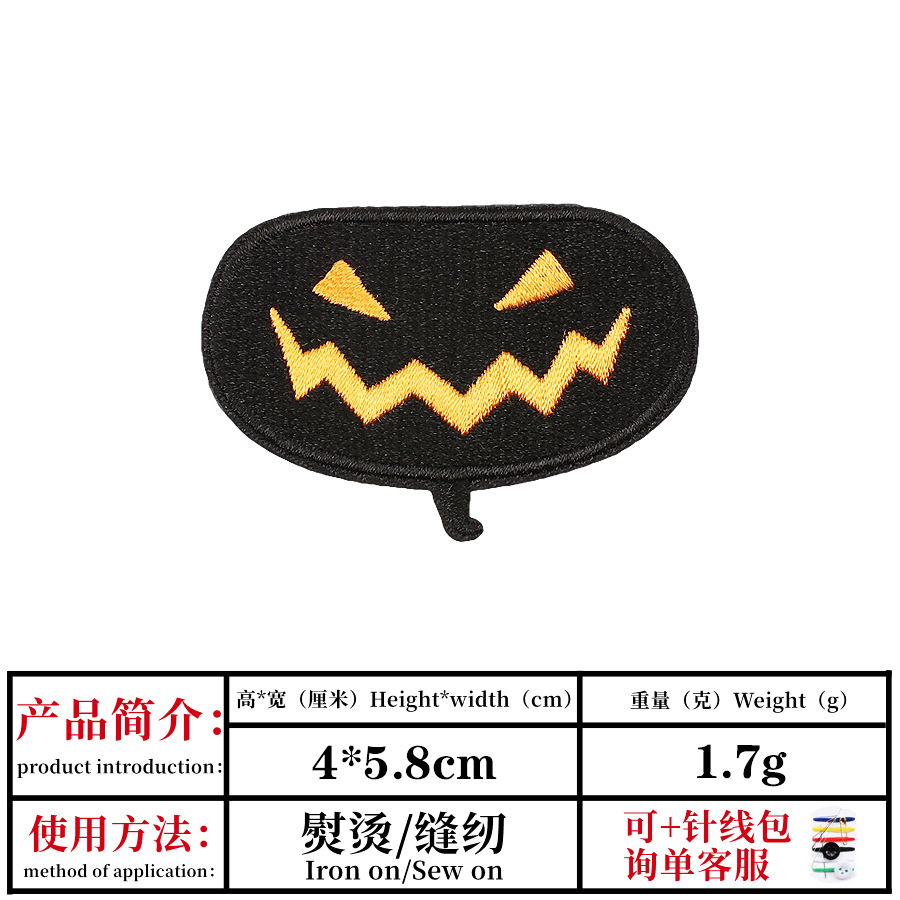 产品简介：
product introduction:
高*宽（厘米）Height*width（cm）
重量（克）Weight（g）
4*5.8cm
1.7g
使用方法：
method of application:
熨烫/缝纫
Iron on/Sew on
可+针线包
询单客服